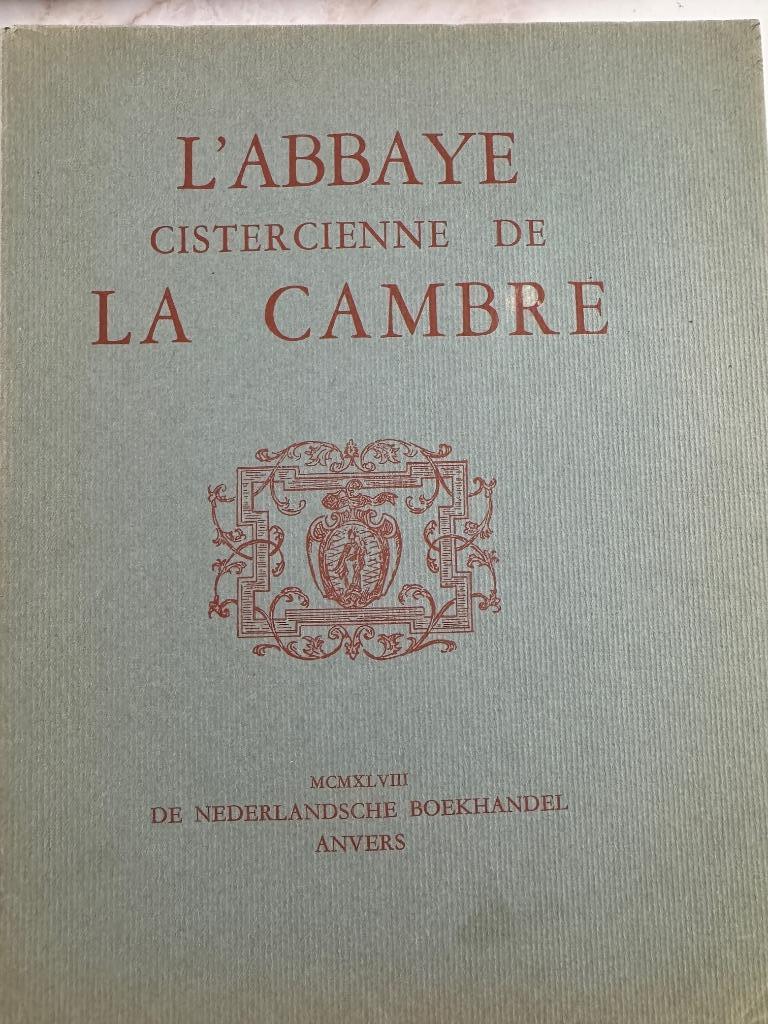 L'ABBAYE
CISTERCIENNE DE
LA CAMBRE
MCMXLVIII
DE NEDERLANDSCHE BOEKHANDEL
ANVERS